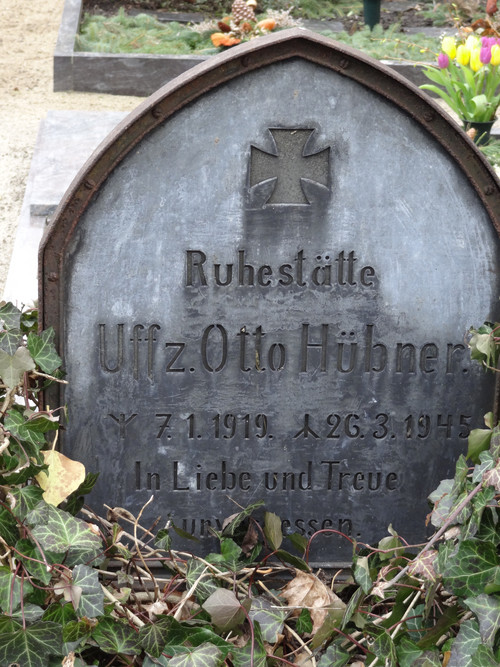 Ruhestätte
Uffz. Otto Hübner.
ᛉ 7.1.1919. ᛣ 26.3.1945
In Liebe und Treue